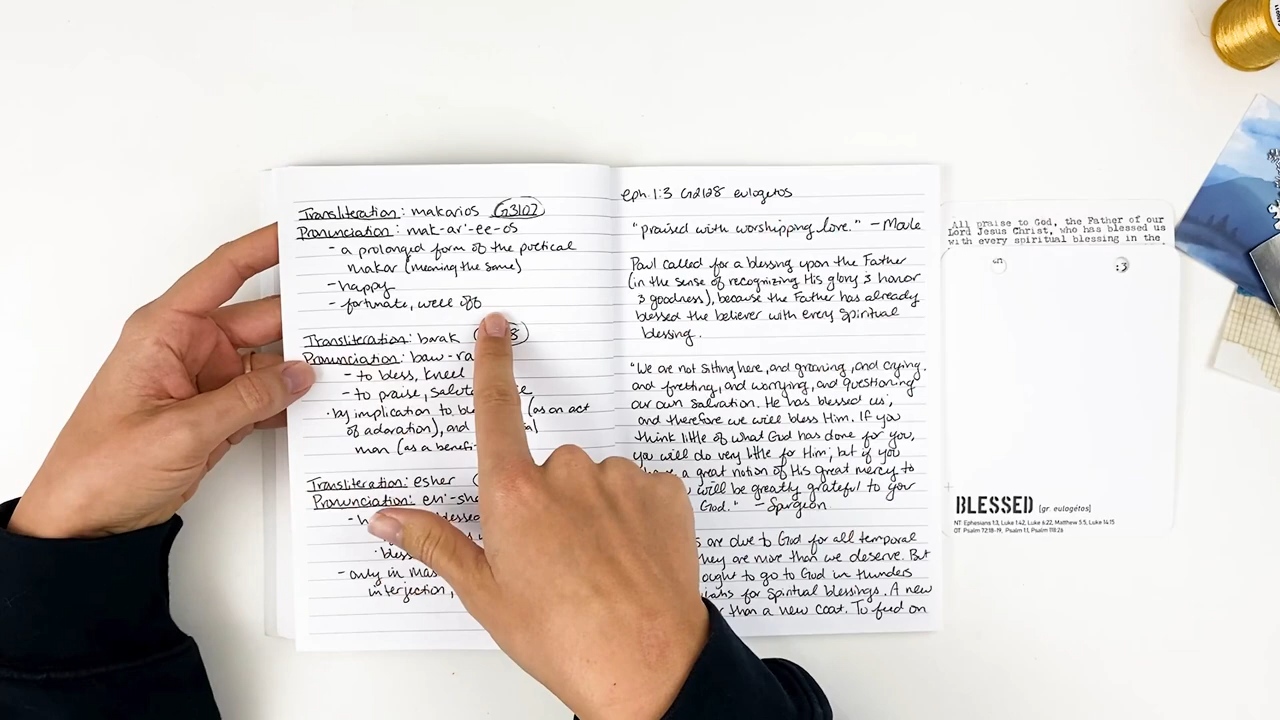 Transliteration: makarios G3107
Pronunciation: mak-ar'-ee-os
- a prolonged form of the poetical
makar (meaning the same)
- happy
- fortunate, well off
Transliteration: barak
Pronunciation: baw-ra
- to bless, kneel
- to praise, salute
· by implication to (as an act
of adoration), and
man (as a benefit
Transliteration: esher
Pronunciation: eh'-she
- only in mas
interjection,
eph. 1:3 G2128 eulogetos
"praised with worshipping love." - Moule
Paul called for a blessing upon the Father
(in the sense of recognizing His glory & honor
& goodness), because the Father has already
blessed the believer with every spiritual
blessing.
"We are not sitting here, and groaning, and crying,
and fretting, and worrying, and questioning
our own salvation. He has blessed us;
and therefore we will bless Him. If you
think little of what God has done for you,
you will do very little for Him; but if you
have a great notion of His great mercy to
will be greatly grateful to your
God." - Spurgeon
are due to God for all temporal
they are more than we deserve. But
ought to go to God in thunders
for spiritual blessings. A new
than a new coat. To feed on
All praise to God, the Father of our
Lord Jesus Christ, who has blessed us
with every spiritual blessing in the.
:3
BLESSED [gr. eulogétos]
NT: Ephesians 1:3, Luke 1:42, Luke 6:22, Matthew 5:5, Luke 14:15
OT: Psalm 72:18-19, Psalm 1:1, Psalm 118:26